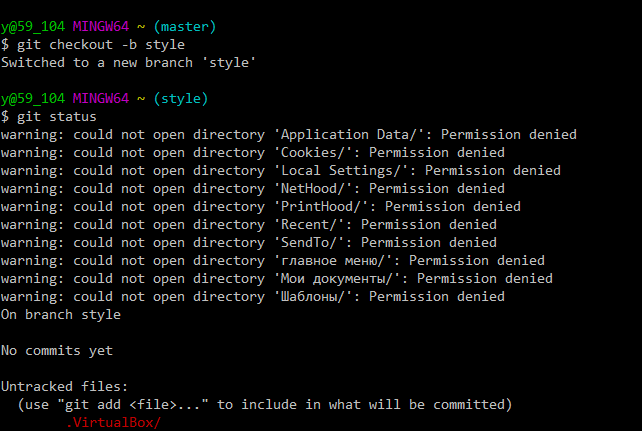 y@59_104 MINGW64 ~ (master)
$ git checkout -b style
Switched to a new branch 'style'
y@59_104 MINGW64 ~ (style)
$ git status
warning: could not open directory 'Application Data/': Permission denied
warning: could not open directory 'Cookies/': Permission denied
warning: could not open directory 'Local Settings/': Permission denied
warning: could not open directory 'NetHood/': Permission denied
warning: could not open directory 'PrintHood/': Permission denied
warning: could not open directory 'Recent/': Permission denied
warning: could not open directory 'SendTo/': Permission denied
warning: could not open directory 'главное меню/': Permission denied
warning: could not open directory 'Мои документы/': Permission denied
warning: could not open directory 'Шаблоны/': Permission denied
On branch style
No commits yet
Untracked files:
(use "git add <file>..." to include in what will be committed)
.VirtualBox/